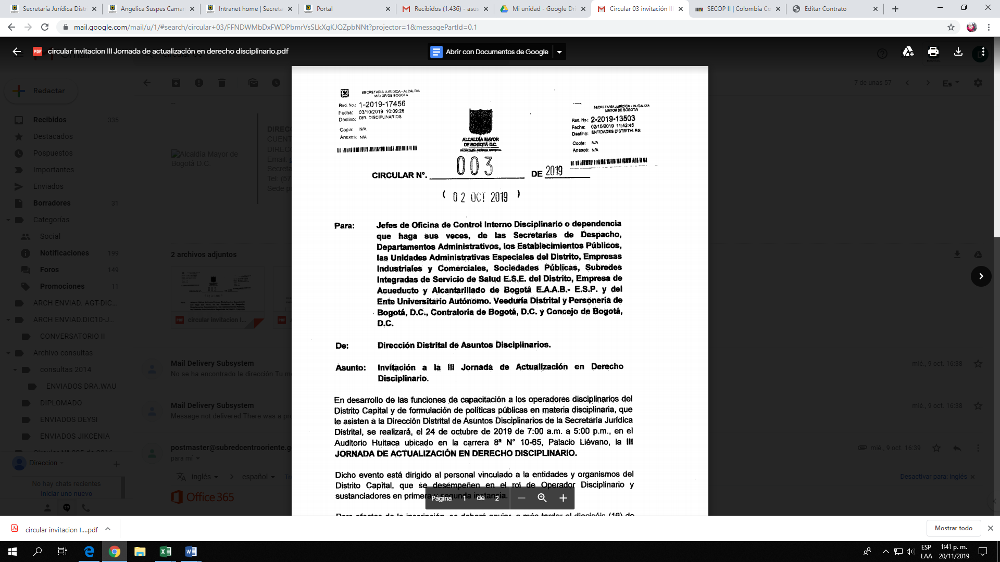 Secretaría Jurídica Distr
Angelica Suspes Camar
Intranet home | Secreta
Portal
Recibidos (1.436) - asus
Mi unidad - Google Dri
Circular 03 invitación II
SECOP II | Colombia Co
Editar Contrato
mail.google.com/mail/u/1/#search/circular+03/FFNDWMbDxFWDPbmrVsSLkXgKJQZpbNNt?projector=1&messagePartId=0.1
PDF circular invitacion III Jornada de actualización en derecho disciplinario.pdf
Abrir con Documentos de Google
Redactar
7 de unas 57
Es
Recibidos 335
Destacados
Pospuestos
Importantes
Enviados
Borradores 31
Categorías
Social
Notificaciones 199
Foros 149
Promociones 11
ARCH ENVIAD. AGT-DIC...
ARCH ENVIAD.DIC10-J...
CONVERSATORIO II
Archivo consultas
consultas 2014
ENVIADOS DRA.WAU
DIPLOMADO
ENVIADOS DEYSI
ENVIADOS JIKCENIA
Direccion
No hay chats recientes
Iniciar uno nuevo
Alcaldía Mayor de
Bogotá D.C.
DIREC
CUENT
DIREC
Email:
Secreta
Tel: (57
Sede p
2 archivos adjuntos
PDF circular invitacion I...
Mail Delivery Subsystem
No se ha encontrado la dirección Tu m
mié., 9 oct. 16:38
Mail Delivery Subsystem
Message not delivered There was a pro
mié., 9 oct. 16:38
postmaster@subredcentrooriente.g
para mí
mié., 9 oct. 16:39
inglés > español Tra
Desactivar para: inglés ×
Office 365
SECRETARIA JURIDICA - ALCALDIA
MAYOR DE BOGOTA
Rad. No.: 1-2019-17456
Fecha: 03/10/2019 10:09:26
Destino: DIR. DISCIPLINARIOS
Copia: N/A
Anexos: N/A
ALCALDÍA MAYOR
DE BOGOTÁ D.C.
SECRETARÍA JURÍDICA DISTRITAL
SECRETARIA JURIDICA - ALCALDIA
MAYOR DE BOGOTA
Rad. No.: 2-2019-13503
Fecha: 02/10/2019 11:42:45
Destino: ENTIDADES DISTRITALES
Copia: N/A
Anexos: N/A
CIRCULAR N°. 003 DE 2019
( 02 OCT 2019 )
Para: Jefes de Oficina de Control Interno Disciplinario o dependencia
que haga sus veces, de las Secretarías de Despacho,
Departamentos Administrativos, los Establecimientos Públicos,
las Unidades Administrativas Especiales del Distrito, Empresas
Industriales y Comerciales, Sociedades Públicas, Subredes
Integradas de Servicio de Salud E.S.E. del Distrito, Empresa de
Acueducto y Alcantarillado de Bogotá E.A.A.B.- E.S.P. y del
Ente Universitario Autónomo. Veeduría Distrital y Personería de
Bogotá, D.C., Contraloría de Bogotá, D.C. y Concejo de Bogotá,
D.C.
De: Dirección Distrital de Asuntos Disciplinarios.
Asunto: Invitación a la III Jornada de Actualización en Derecho
Disciplinario.
En desarrollo de las funciones de capacitación a los operadores disciplinarios del
Distrito Capital y de formulación de políticas públicas en materia disciplinaria, que
le asisten a la Dirección Distrital de Asuntos Disciplinarios de la Secretaría Jurídica
Distrital, se realizará, el 24 de octubre de 2019 de 7:00 a.m. a 5:00 p.m., en el
Auditorio Huitaca ubicado en la carrera 8ª N° 10-65, Palacio Liévano, la III
JORNADA DE ACTUALIZACIÓN EN DERECHO DISCIPLINARIO.
Dicho evento está dirigido al personal vinculado a la entidades y organismos del
Distrito Capital, que se desempeñen en el rol de Operador Disciplinario y
sustanciadores en primera y segunda instancia.
Página 1 de 2
circular invitacion I....pdf
Mostrar todo
ESP
LAA
1:41 p. m.
20/11/2019